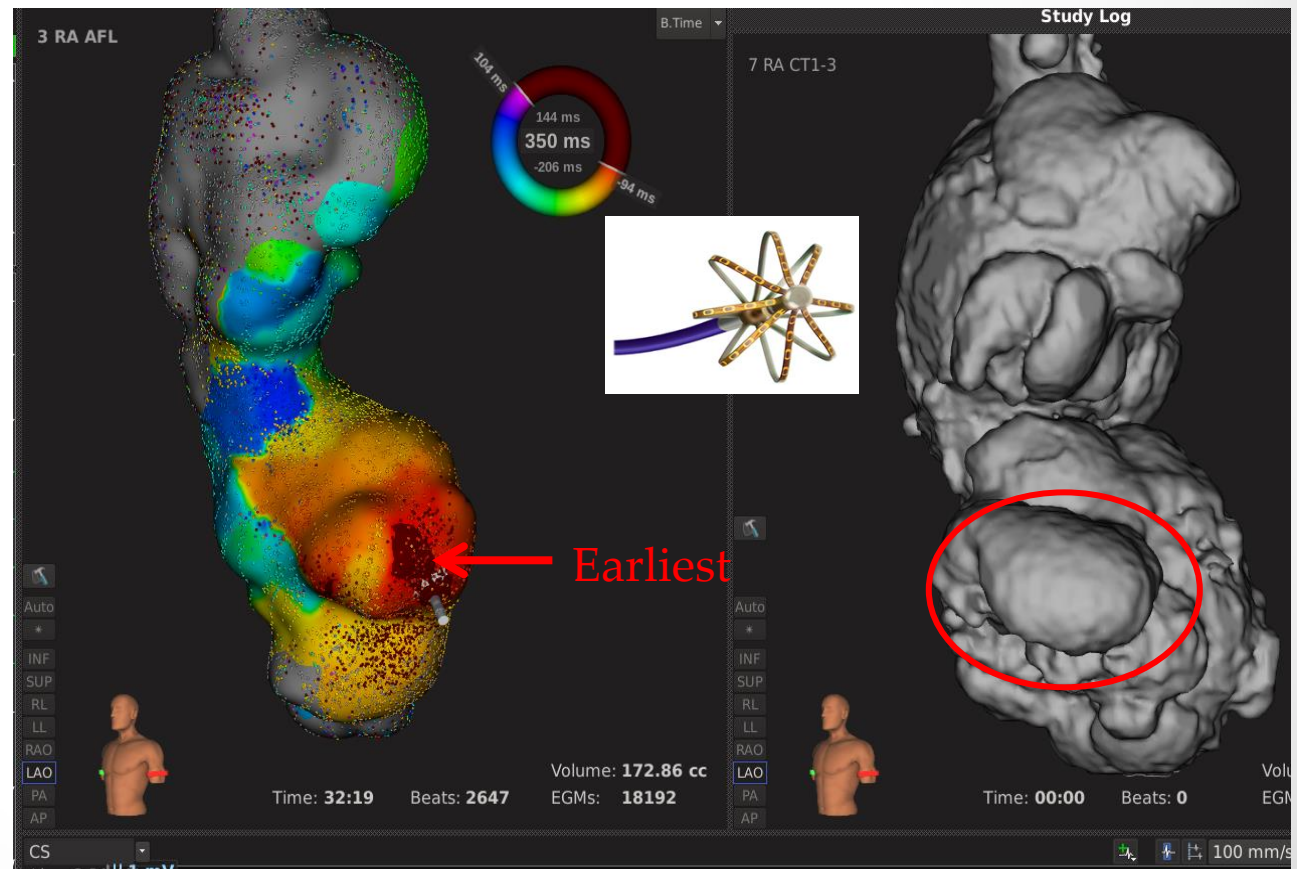 3 RA AFL
B.Time
104 ms
144 ms
350 ms
-206 ms
-94 ms
Earliest
Auto
*
INF
SUP
RL
LL
RAO
LAO
PA
AP
Volume: 172.86 cc
Time: 32:19 Beats: 2647 EGMs: 18192
CS
Study Log
7 RA CT1-3
Auto
*
INF
SUP
RL
LL
RAO
LAO
PA
AP
Time: 00:00 Beats: 0
100 mm/s